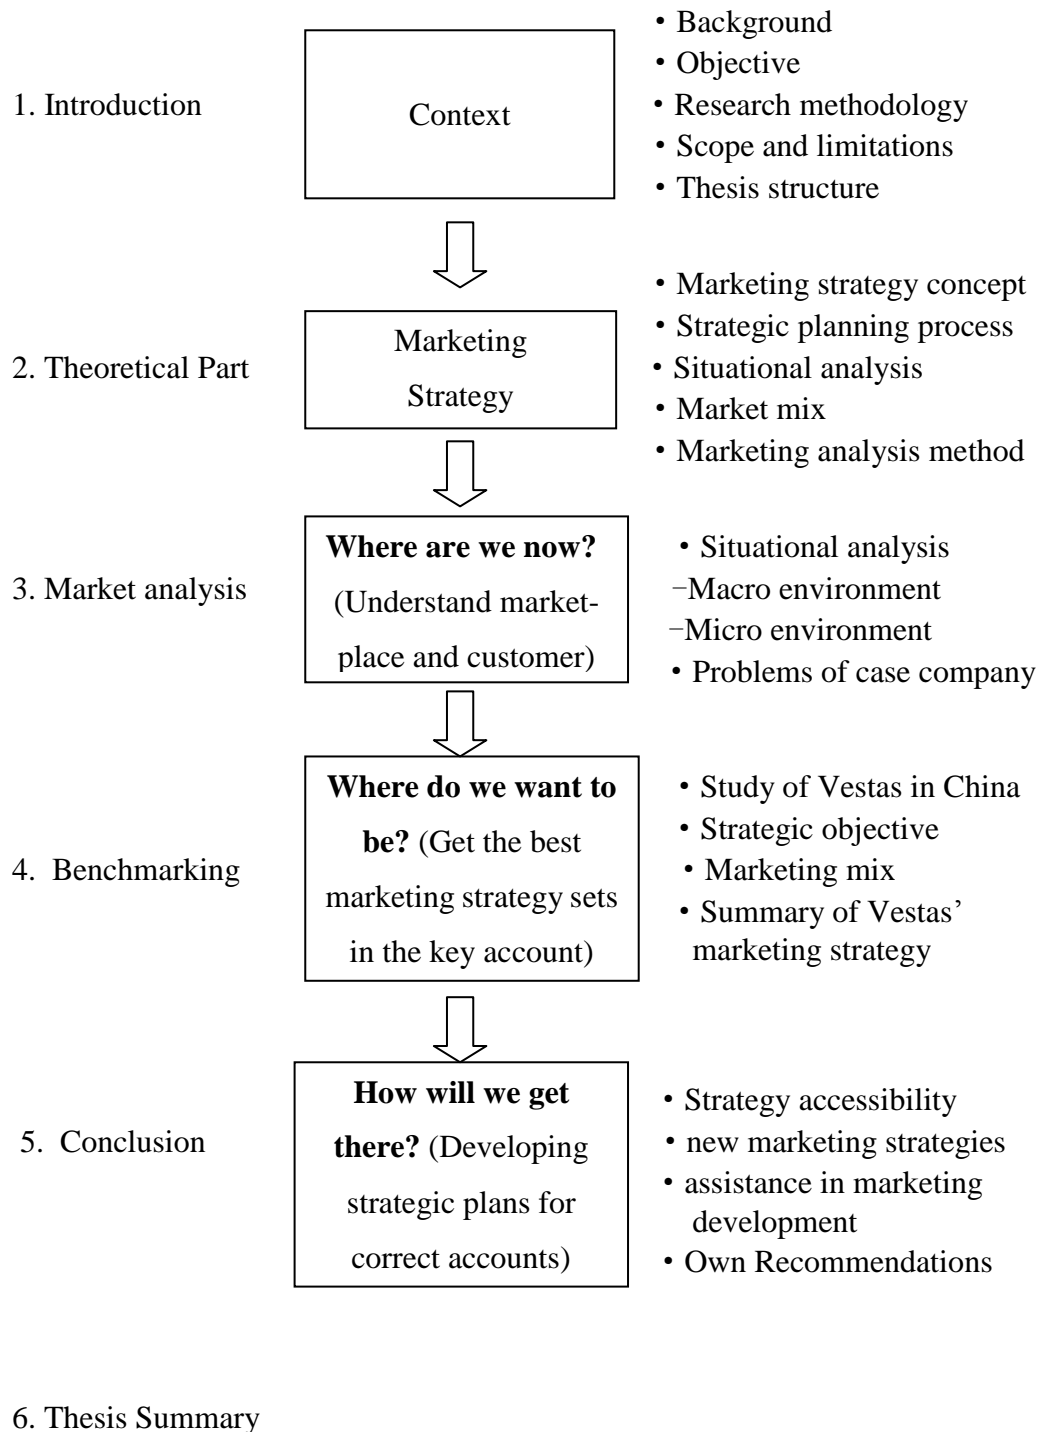 1. Introduction
Context
• Background
• Objective
• Research methodology
• Scope and limitations
• Thesis structure
2. Theoretical Part
Marketing
Strategy
• Marketing strategy concept
• Strategic planning process
• Situational analysis
• Market mix
• Marketing analysis method
3. Market analysis
Where are we now?
(Understand market-
place and customer)
• Situational analysis
−Macro environment
−Micro environment
• Problems of case company
4. Benchmarking
Where do we want to
be? (Get the best
marketing strategy sets
in the key account)
• Study of Vestas in China
• Strategic objective
• Marketing mix
• Summary of Vestas’
marketing strategy
5. Conclusion
How will we get
there? (Developing
strategic plans for
correct accounts)
• Strategy accessibility
• new marketing strategies
• assistance in marketing
development
• Own Recommendations
6. Thesis Summary